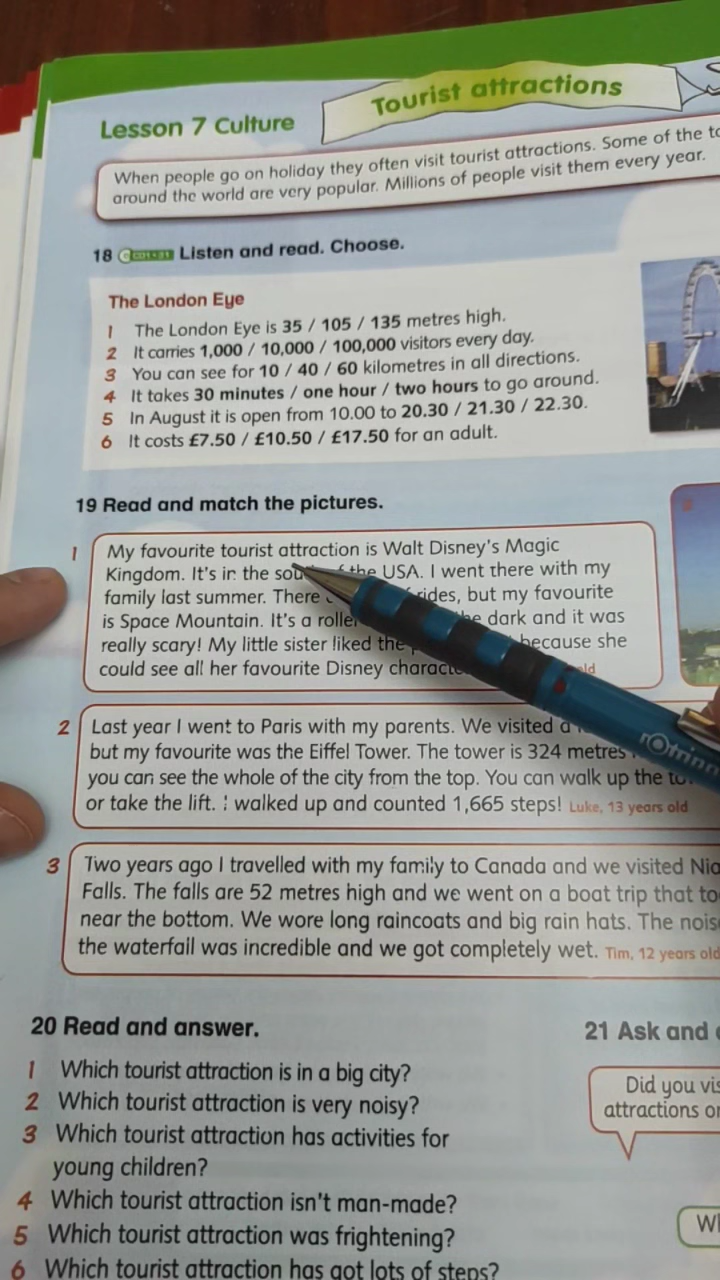 Tourist attractions
Lesson 7 Culture
When people go on holiday they often visit tourist attractions. Some of the
around the world are very popular. Millions of people visit them every year.
18 CD1•31 Listen and read. Choose.
The London Eye
1 The London Eye is 35 / 105 / 135 metres high.
2 It carries 1,000 / 10,000 / 100,000 visitors every day.
3 You can see for 10 / 40 / 60 kilometres in all directions.
4 It takes 30 minutes / one hour / two hours to go around.
5 In August it is open from 10.00 to 20.30 / 21.30 / 22.30.
6 It costs £7.50 / £10.50 / £17.50 for an adult.
19 Read and match the pictures.
1 My favourite tourist attraction is Walt Disney's Magic
Kingdom. It's in the the USA. I went there with my
family last summer. There rides, but my favourite
is Space Mountain. It's a dark and it was
really scary! My little sister liked the because she
could see all her favourite Disney
2 Last year I went to Paris with my parents. We visited
but my favourite was the Eiffel Tower. The tower is 324 metres
you can see the whole of the city from the top. You can walk up the
or take the lift. I walked up and counted 1,665 steps! Luke, 13 years old
3 Two years ago I travelled with my family to Canada and we visited
Falls. The falls are 52 metres high and we went on a boat trip that
near the bottom. We wore long raincoats and big rain hats. The
the waterfall was incredible and we got completely wet. Tim, 12 years old
rotring
20 Read and answer.
1 Which tourist attraction is in a big city?
2 Which tourist attraction is very noisy?
3 Which tourist attraction has activities for
young children?
4 Which tourist attraction isn't man-made?
5 Which tourist attraction was frightening?
6 Which tourist attraction has got lots of steps?
21 Ask and
Did you
attractions